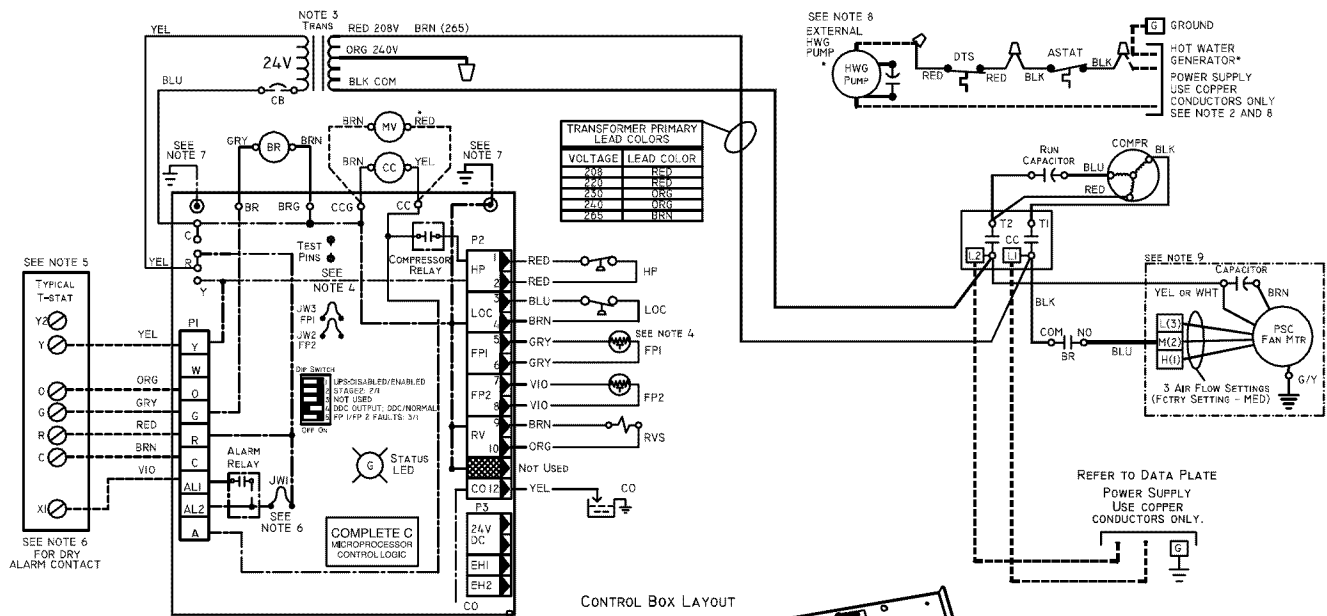 NOTE 3
TRANS
YEL
RED 208V BRN (265)
ORG 240V
24V
BLK COM
BLU
CB
SEE NOTE 8
EXTERNAL
HWG
PUMP
*
HWG
PUMP
RED
DTS
RED
BLK
ASTAT
BLK
G GROUND
HOT WATER
GENERATOR*
POWER SUPPLY
USE COPPER
CONDUCTORS ONLY
SEE NOTE 2 AND 8
SEE
NOTE 7
GRY
BR
BRN
BRN
MV
*
RED
BRN
CC
YEL
SEE
NOTE 7
TRANSFORMER PRIMARY
LEAD COLORS
VOLTAGE LEAD COLOR
208 RED
220 RED
230 ORG
240 ORG
265 BRN
RUN
CAPACITOR
COMPR
BLU
BLK
RED
T2
T1
CC
L2
L1
BR
BRG
CCG
CC
C
YEL
R
Y
TEST
PINS
SEE
NOTE 4
COMPRESSOR
RELAY
JW3
FP1
JW2
FP2
P2
HP
1
2
LOC
3
4
FP1
5
6
FP2
7
8
RV
9
10
NOT USED
CO 12
RED
HP
RED
BLU
LOC
BRN
GRY
SEE NOTE 4
FP1
GRY
VIO
FP2
VIO
BRN
RVS
ORG
YEL
CO
SEE NOTE 5
TYPICAL
T-STAT
Y2
Y
O
G
R
C
X1
YEL
ORG
GRY
RED
BRN
VIO
SEE NOTE 6
FOR DRY
ALARM CONTACT
P1
Y
W
O
G
R
C
AL1
AL2
A
DIP SWITCH
1 UPS-DISABLED/ENABLED
2 STAGE2: 2/1
3 NOT USED
4 DDC OUTPUT; DDC/NORMAL
5 FP 1/FP 2 FAULTS: 3/1
OFF ON
ALARM
RELAY
JW1
SEE
NOTE 6
G
STATUS
LED
COMPLETE C
MICROPROCESSOR
CONTROL LOGIC
P3
24V
DC
EH1
EH2
CO
CONTROL BOX LAYOUT
SEE NOTE 9
CAPACITOR
YEL OR WHT
BRN
BLK
COM
NO
BR
BLU
L(3)
M(2)
H(1)
PSC
FAN MTR
G/Y
3 AIR FLOW SETTINGS
(FCTRY SETTING - MED)
REFER TO DATA PLATE
POWER SUPPLY
USE COPPER
CONDUCTORS ONLY.
G